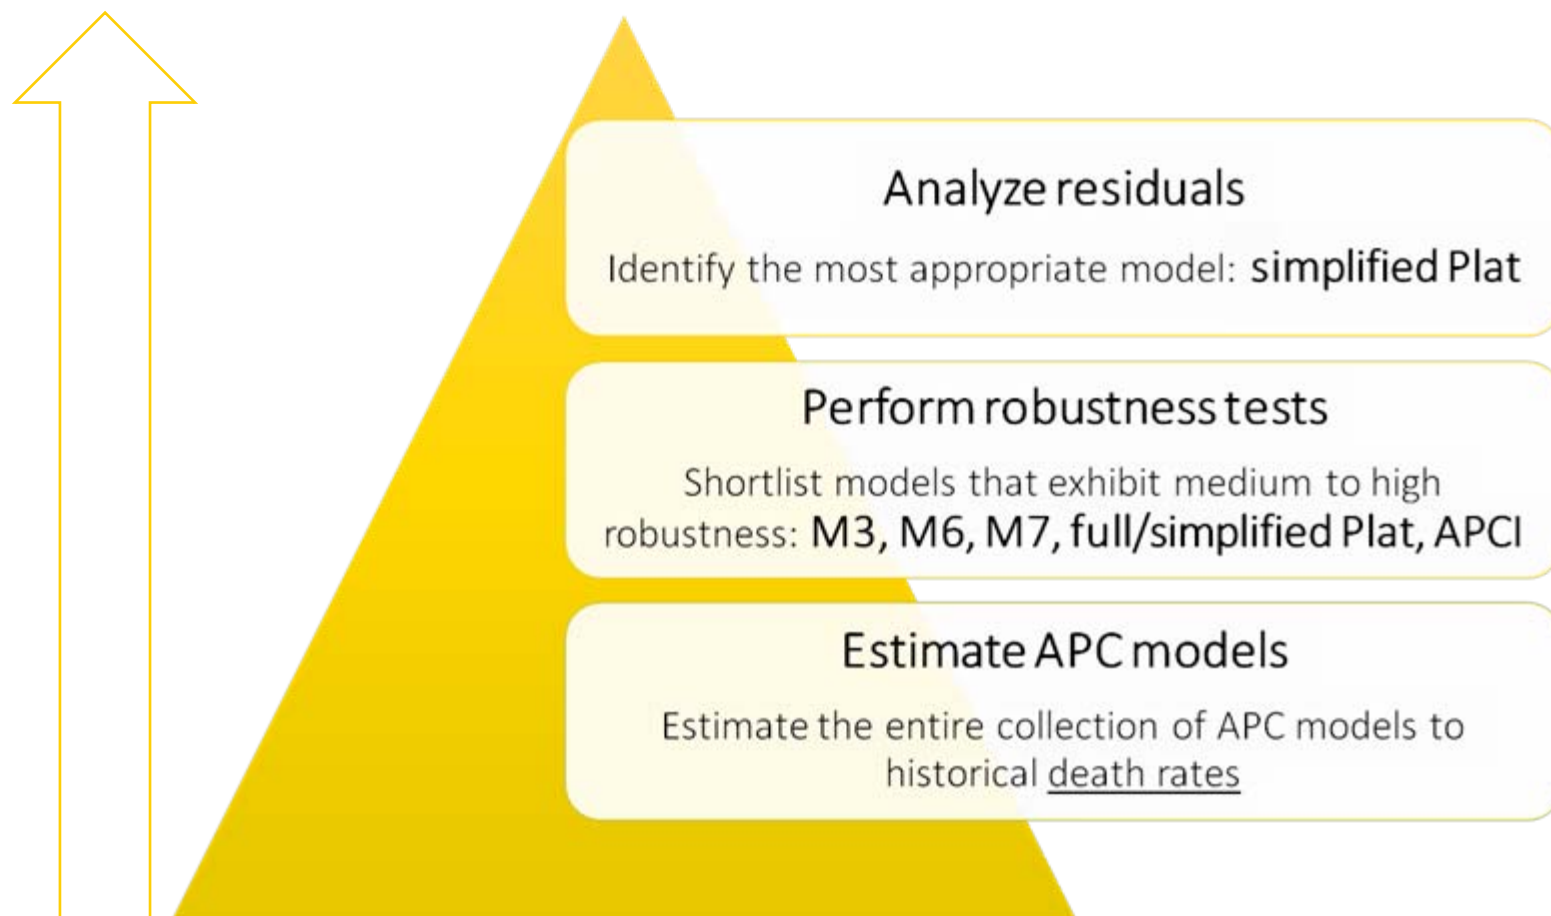 Analyze residuals
Identify the most appropriate model: simplified Plat
Perform robustness tests
Shortlist models that exhibit medium to high
robustness: M3, M6, M7, full/simplified Plat, APCI
Estimate APC models
Estimate the entire collection of APC models to
historical death rates